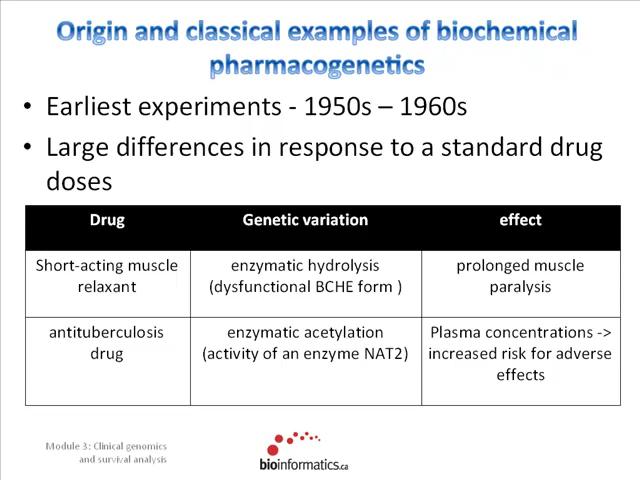 Origin and classical examples of biochemical
pharmacogenetics
• Earliest experiments - 1950s – 1960s
• Large differences in response to a standard drug
doses
Drug Genetic variation effect
Short-acting muscle relaxant enzymatic hydrolysis (dysfunctional BCHE form ) prolonged muscle paralysis
antituberculosis drug enzymatic acetylation (activity of an enzyme NAT2) Plasma concentrations -> increased risk for adverse effects
Module 3: Clinical genomics
and survival analysis
bioinformatics.ca